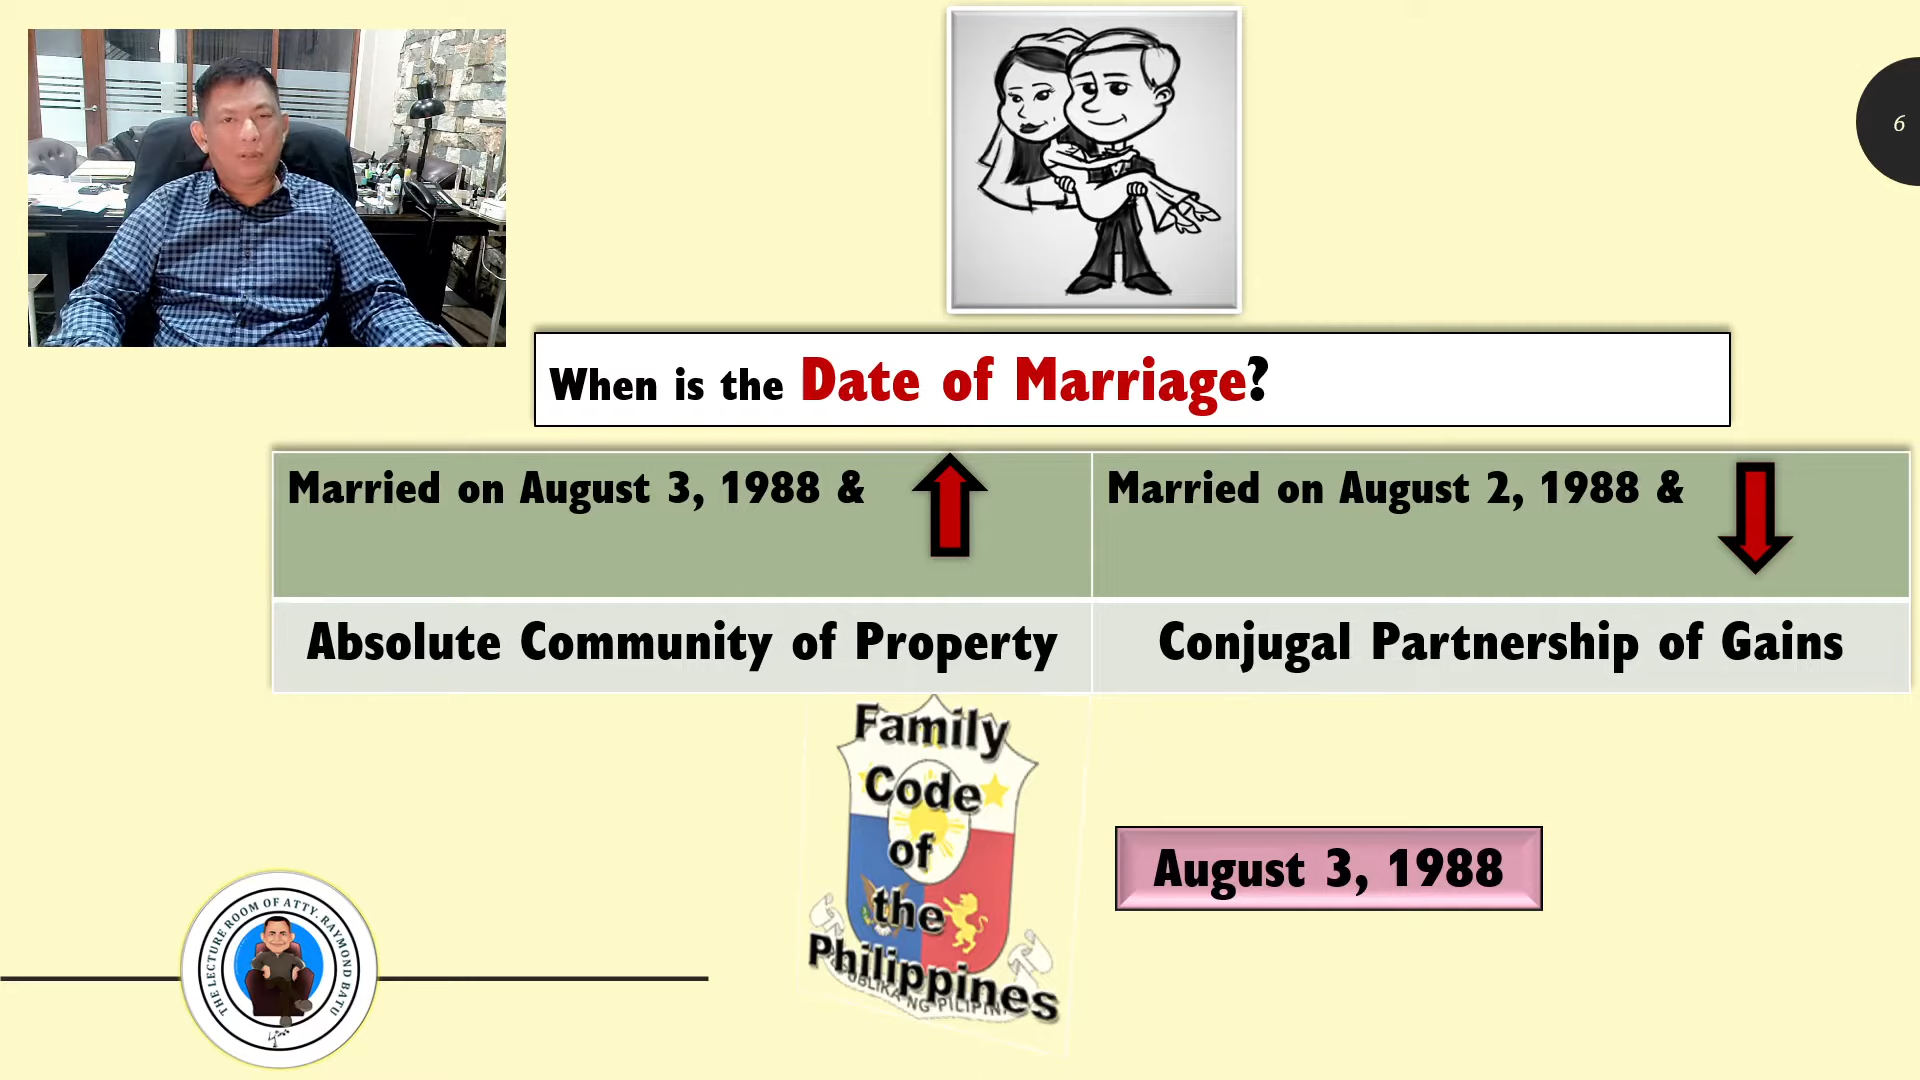 6
When is the Date of Marriage?
Married on August 3, 1988 &
Married on August 2, 1988 &
Absolute Community of Property
Conjugal Partnership of Gains
Family
Code
of
the
Philippines
August 3, 1988
THE LECTURE ROOM OF ATTY. RAYMOND BATU